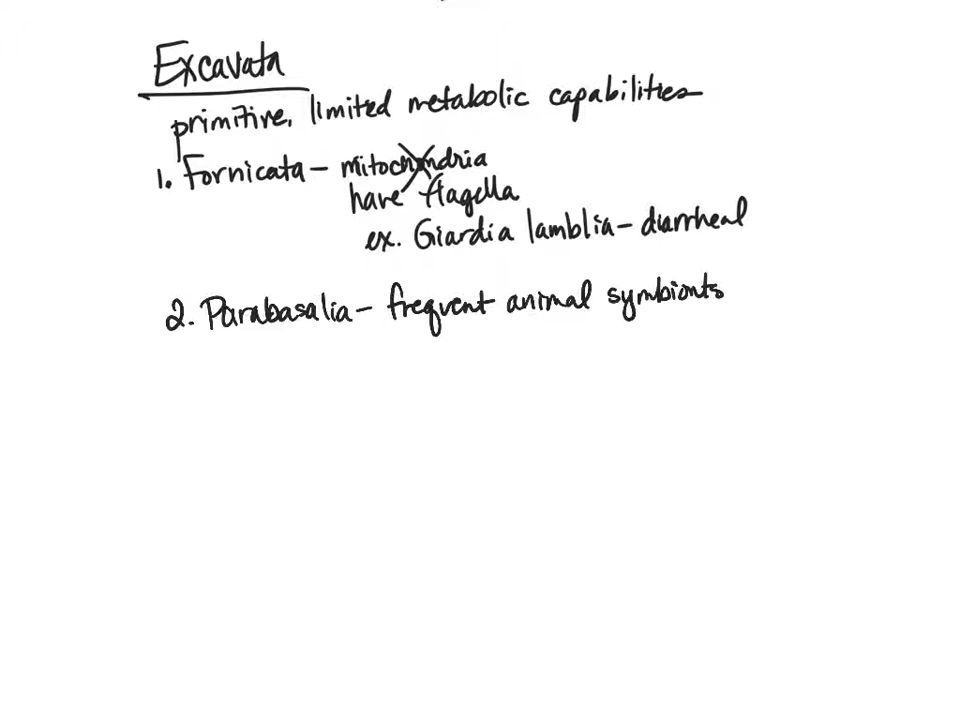 Excavata
primitive, limited metabolic capabilities
1. Fornicata - mitochondria
have flagella
ex. Giardia lamblia - diarrheal
2. Parabasalia - frequent animal symbionts